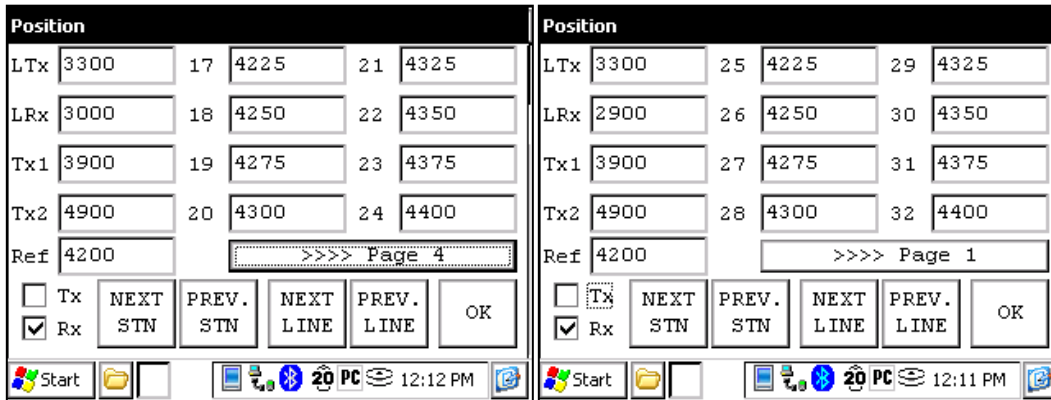 Position
LTx 3300 17 4225 21 4325
LRx 3000 18 4250 22 4350
Tx1 3900 19 4275 23 4375
Tx2 4900 20 4300 24 4400
Ref 4200 >>>> Page 4
Tx NEXT STN PREV. STN NEXT LINE PREV. LINE OK
Rx
Start 20 PC 12:12 PM
Position
LTx 3300 25 4225 29 4325
LRx 2900 26 4250 30 4350
Tx1 3900 27 4275 31 4375
Tx2 4900 28 4300 32 4400
Ref 4200 >>>> Page 1
Tx NEXT STN PREV. STN NEXT LINE PREV. LINE OK
Rx
Start 20 PC 12:11 PM